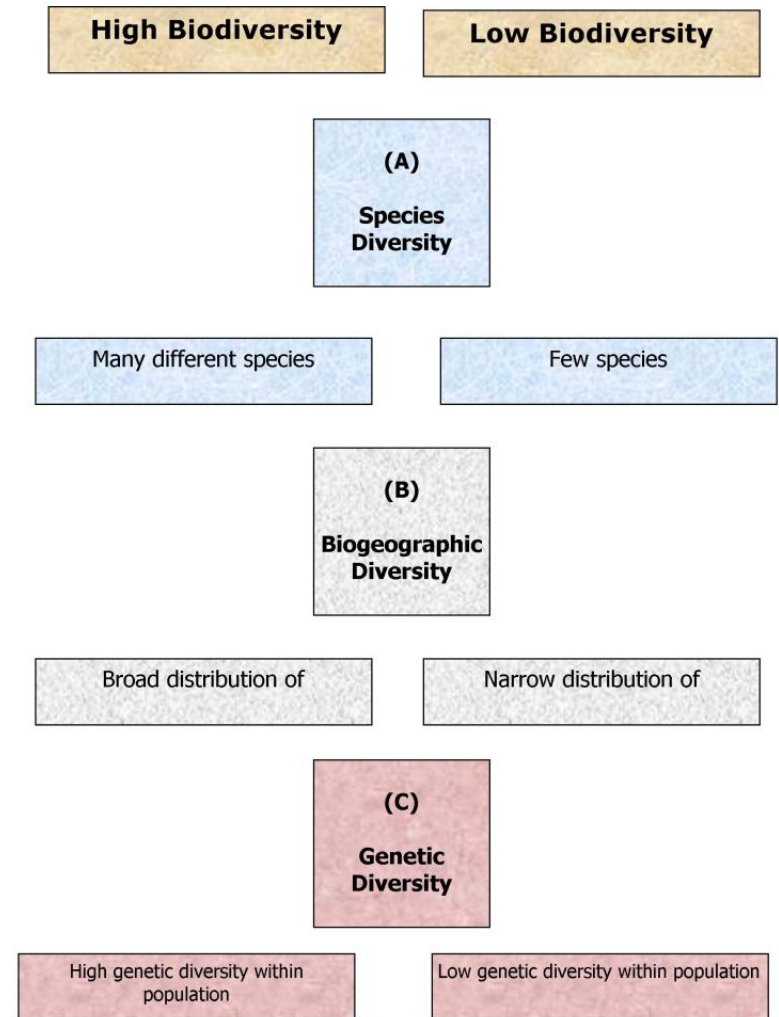 High Biodiversity
Low Biodiversity
(A)
Species
Diversity
Many different species
Few species
(B)
Biogeographic
Diversity
Broad distribution of
Narrow distribution of
(C)
Genetic
Diversity
High genetic diversity within
population
Low genetic diversity within population